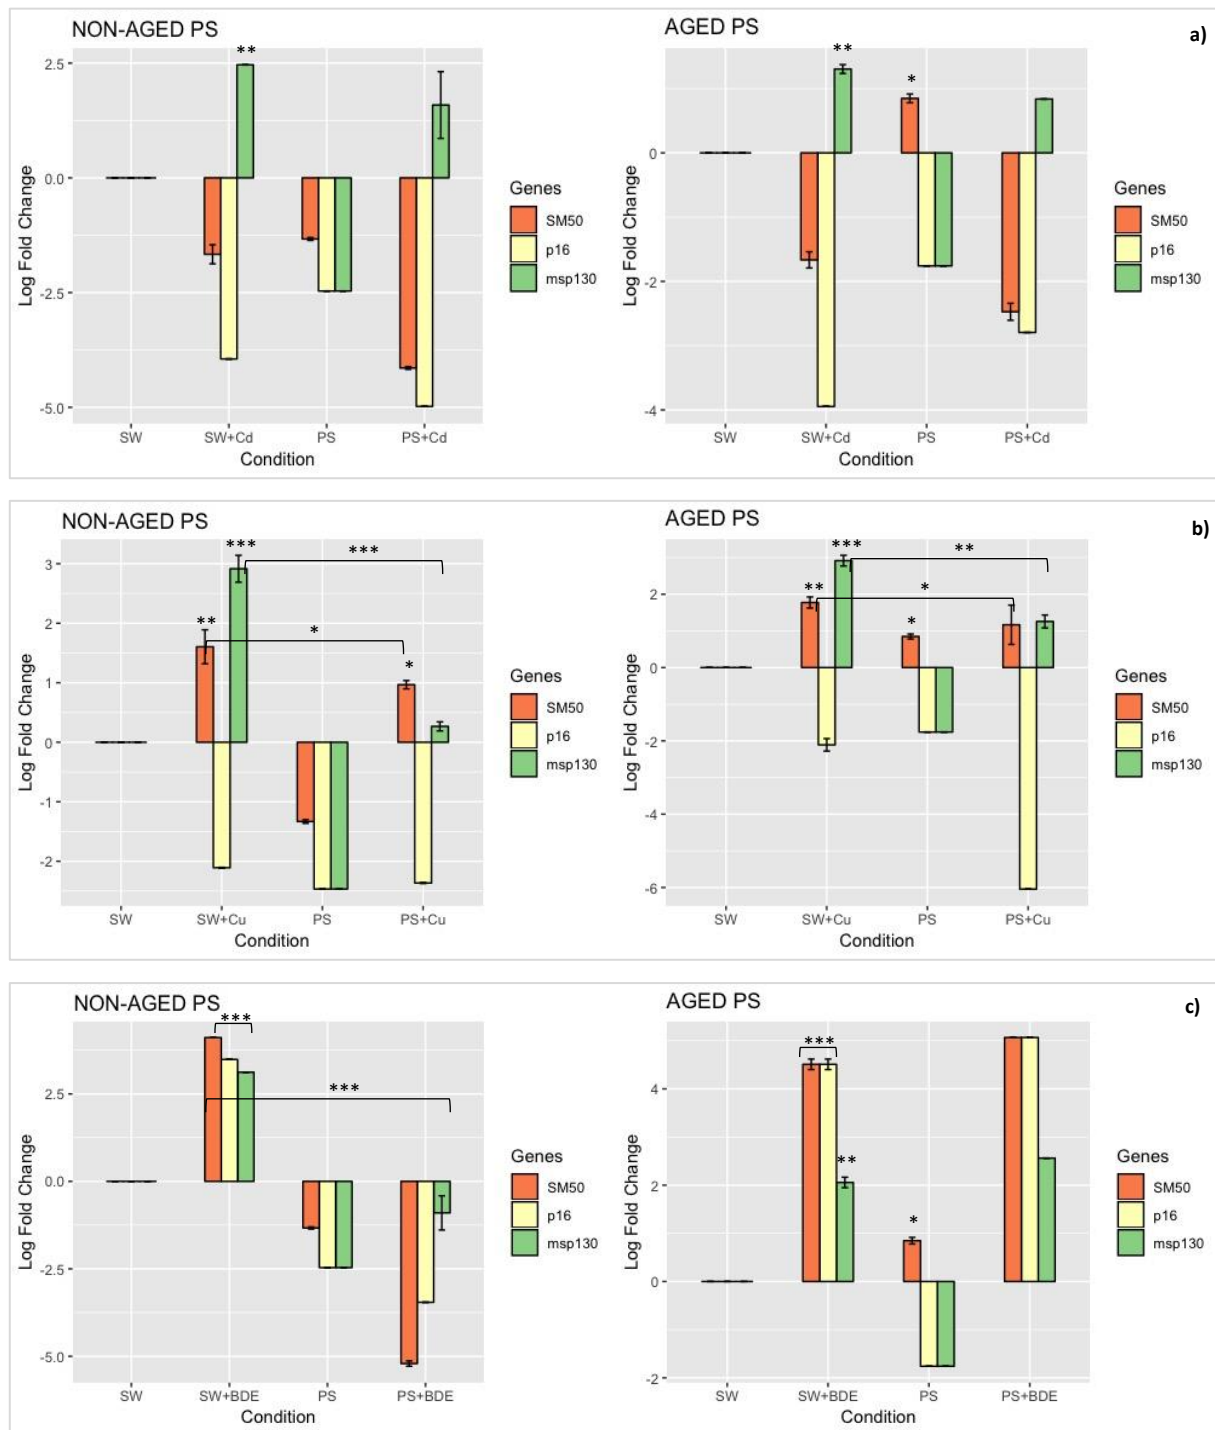 NON-AGED PS
**
2.5
0.0
-2.5
-5.0
Log Fold Change
SW SW+Cd PS PS+Cd
Condition
Genes
SM50
p16
msp130
AGED PS
a)
**
*
0
-2
-4
Log Fold Change
SW SW+Cd PS PS+Cd
Condition
Genes
SM50
p16
msp130
NON-AGED PS
*** ***
** *
*
3
2
1
0
-1
-2
Log Fold Change
SW SW+Cu PS PS+Cu
Condition
Genes
SM50
p16
msp130
AGED PS
b)
*** **
** *
*
2
0
-2
-4
-6
Log Fold Change
SW SW+Cu PS PS+Cu
Condition
Genes
SM50
p16
msp130
NON-AGED PS
***
***
2.5
0.0
-2.5
-5.0
Log Fold Change
SW SW+BDE PS PS+BDE
Condition
Genes
SM50
p16
msp130
AGED PS
c)
***
**
*
4
2
0
-2
Log Fold Change
SW SW+BDE PS PS+BDE
Condition
Genes
SM50
p16
msp130